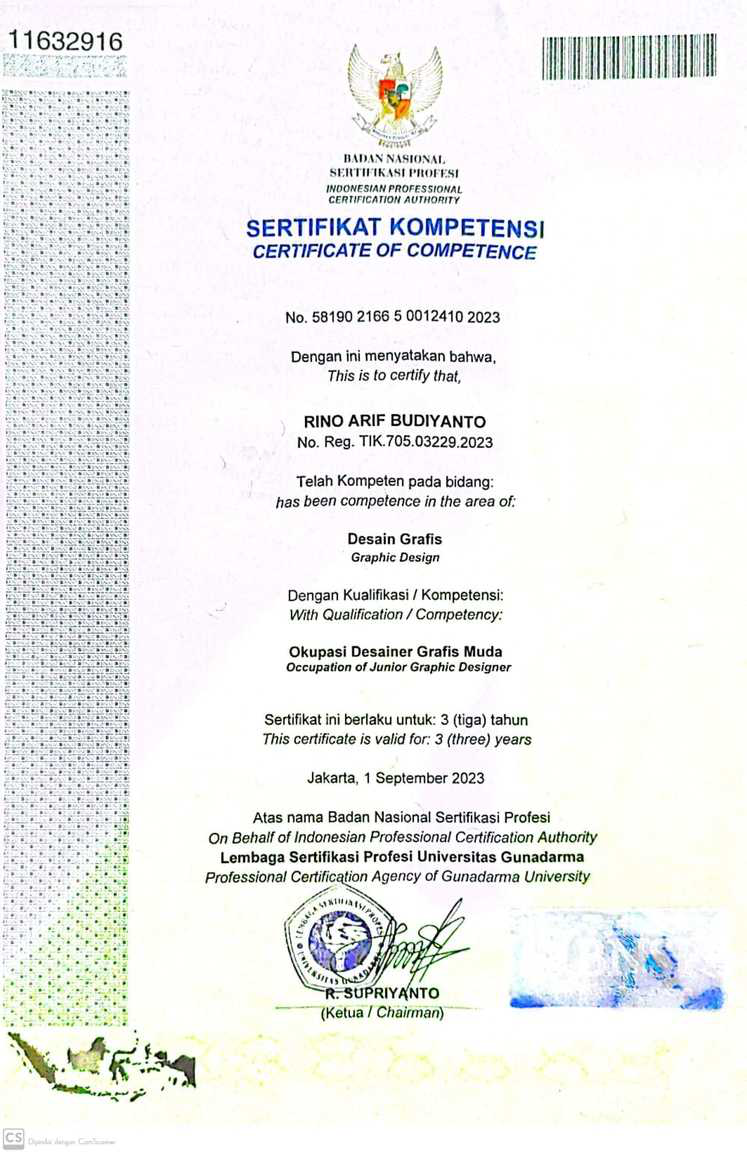 11632916
BADAN NASIONAL
SERTIFIKASI PROFESI
INDONESIAN PROFESSIONAL
CERTIFICATION AUTHORITY
SERTIFIKAT KOMPETENSI
CERTIFICATE OF COMPETENCE
No. 58190 2166 5 0012410 2023
Dengan ini menyatakan bahwa,
This is to certify that,
RINO ARIF BUDIYANTO
No. Reg. TIK.705.03229.2023
Telah Kompeten pada bidang:
has been competence in the area of:
Desain Grafis
Graphic Design
Dengan Kualifikasi / Kompetensi:
With Qualification / Competency:
Okupasi Desainer Grafis Muda
Occupation of Junior Graphic Designer
Sertifikat ini berlaku untuk: 3 (tiga) tahun
This certificate is valid for: 3 (three) years
Jakarta, 1 September 2023
Atas nama Badan Nasional Sertifikasi Profesi
On Behalf of Indonesian Professional Certification Authority
Lembaga Sertifikasi Profesi Universitas Gunadarma
Professional Certification Agency of Gunadarma University
LEMBAGA SERTIFIKASI PROFESI
UNIVERSITAS GUNADARMA
R. SUPRIYANTO
(Ketua / Chairman)
CS Dipindai dengan CamScanner